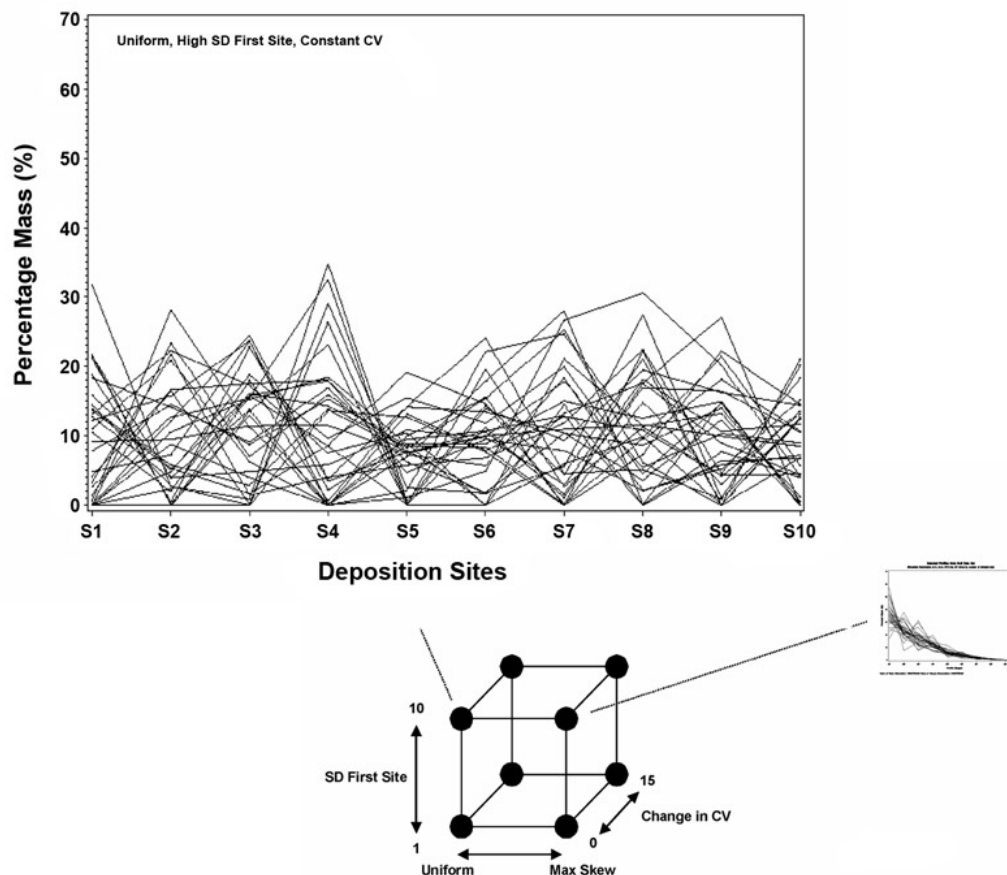 70
Uniform, High SD First Site, Constant CV
60
50
40
30
20
10
0
Percentage Mass (%)
S1 S2 S3 S4 S5 S6 S7 S8 S9 S10
Deposition Sites
10
SD First Site
1
15
Change in CV
0
Uniform
Max Skew